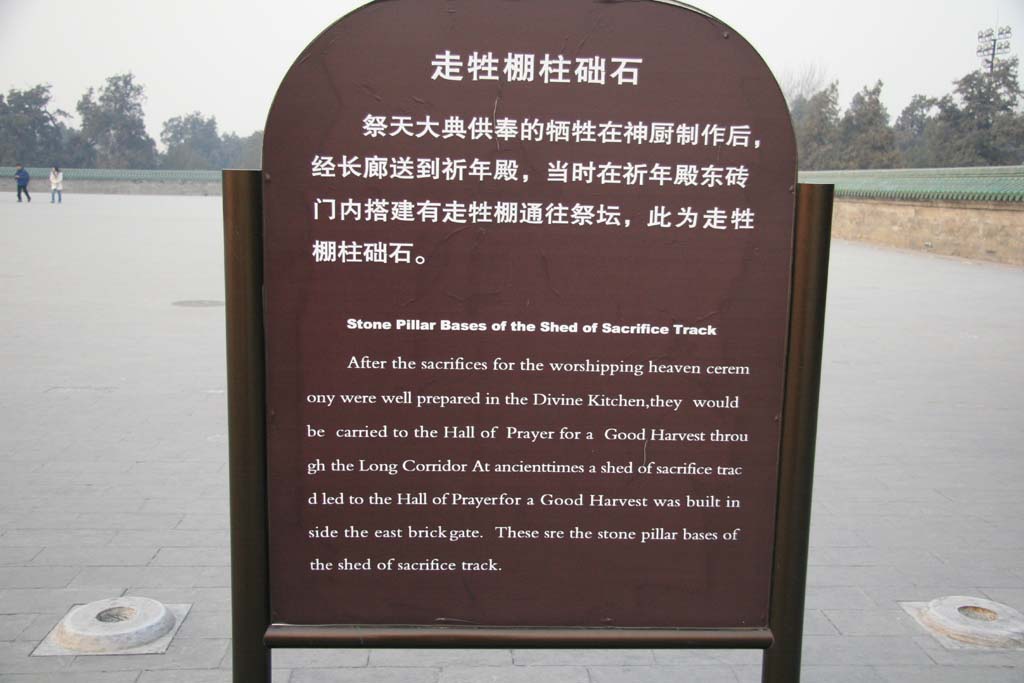 走牲棚柱础石
祭天大典供奉的牺牲在神厨制作后，
经长廊送到祈年殿，当时在祈年殿东砖
门内搭建有走牲棚通往祭坛，此为走牲
棚柱础石。
Stone Pillar Bases of the Shed of Sacrifice Track
After the sacrifices for the worshipping heaven cerem
ony were well prepared in the Divine Kitchen,they would
be carried to the Hall of Prayer for a Good Harvest throu
gh the Long Corridor At ancienttimes a shed of sacrifice trac
d led to the Hall of Prayerfor a Good Harvest was built in
side the east brick gate. These sre the stone pillar bases of
the shed of sacrifice track.